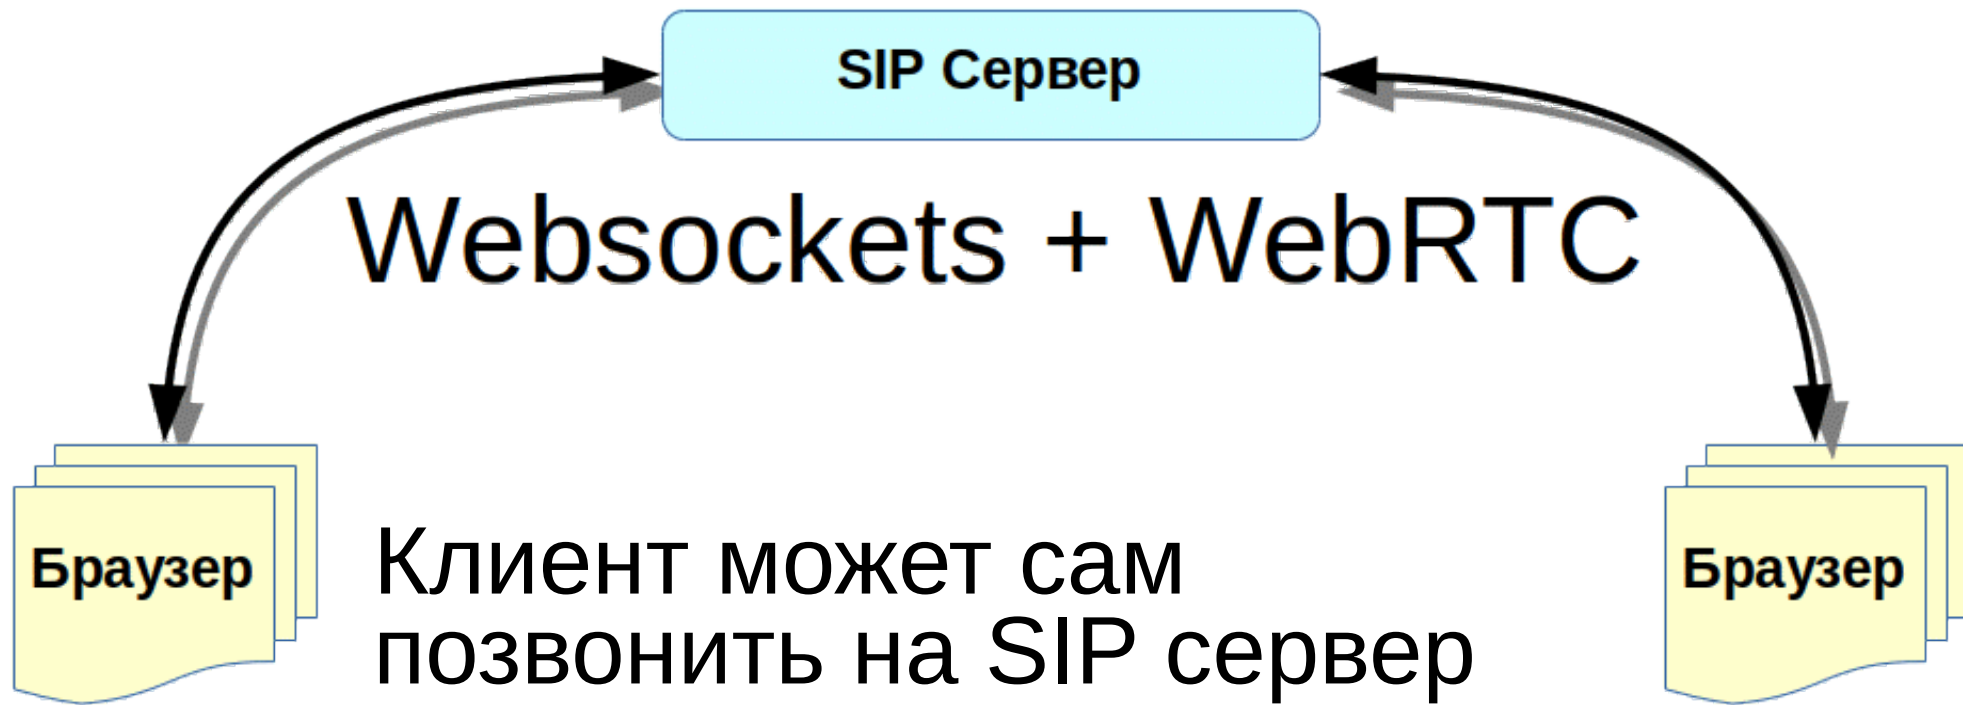 SIP Сервер
Websockets + WebRTC
Браузер
Клиент может сам
позвонить на SIP сервер
Браузер